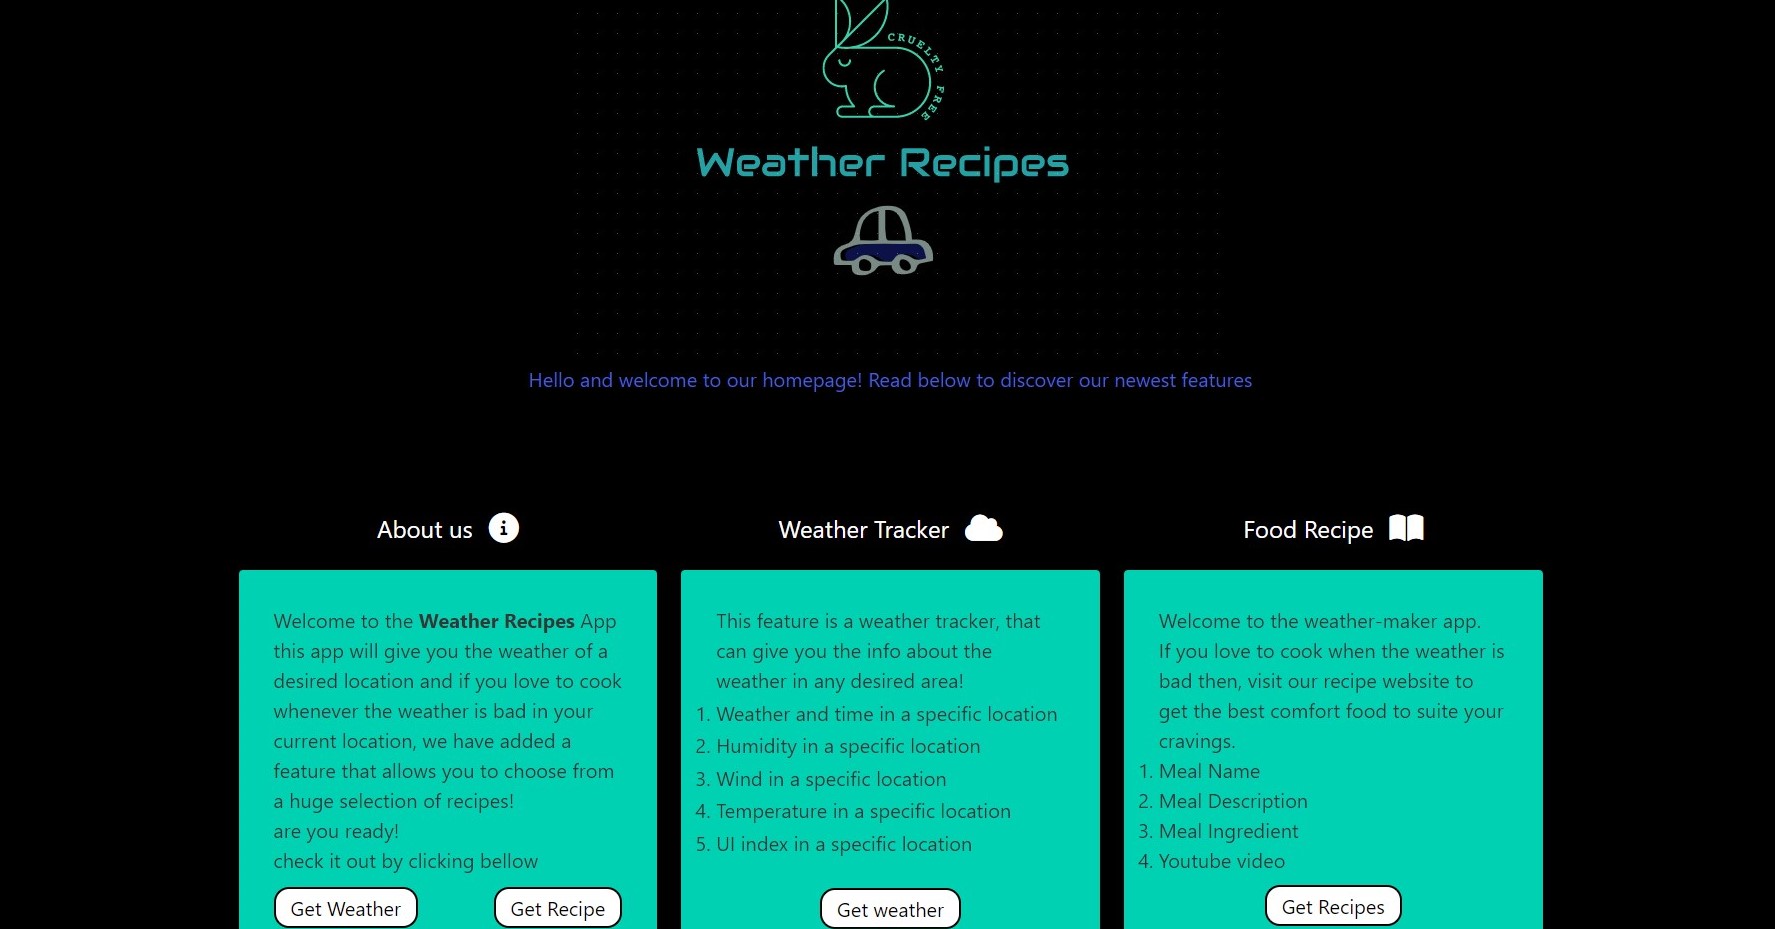 CRUELTY FREE
Weather Recipes
Hello and welcome to our homepage! Read below to discover our newest features
About us
Welcome to the Weather Recipes App
this app will give you the weather of a
desired location and if you love to cook
whenever the weather is bad in your
current location, we have added a
feature that allows you to choose from
a huge selection of recipes!
are you ready!
check it out by clicking bellow
Get Weather
Get Recipe
Weather Tracker
This feature is a weather tracker, that
can give you the info about the
weather in any desired area!
1. Weather and time in a specific location
2. Humidity in a specific location
3. Wind in a specific location
4. Temperature in a specific location
5. UI index in a specific location
Get weather
Food Recipe
Welcome to the weather-maker app.
If you love to cook when the weather is
bad then, visit our recipe website to
get the best comfort food to suite your
cravings.
1. Meal Name
2. Meal Description
3. Meal Ingredient
4. Youtube video
Get Recipes